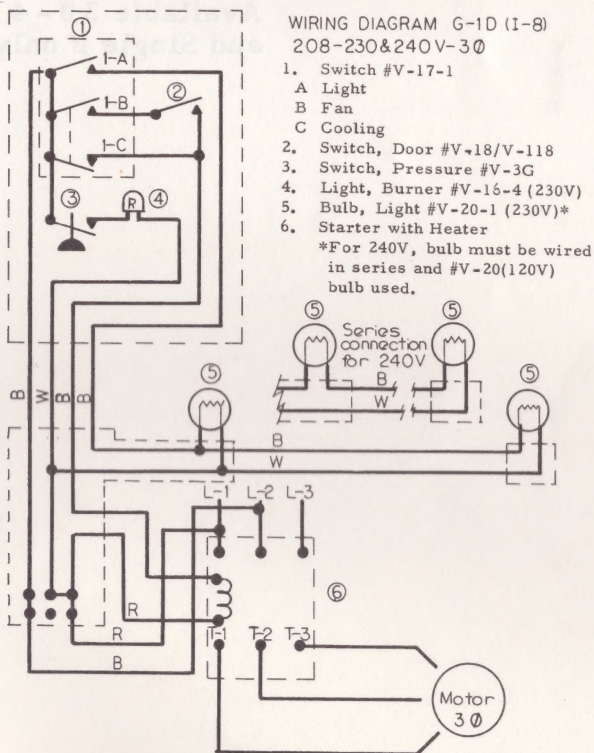 WIRING DIAGRAM G-1D (I-8)
208-230&240V-3Ø
1. Switch #V-17-1
A Light
B Fan
C Cooling
2. Switch, Door #V-18/V-118
3. Switch, Pressure #V-3G
4. Light, Burner #V-16-4 (230V)
5. Bulb, Light #V-20-1 (230V)*
6. Starter with Heater
*For 240V, bulb must be wired
in series and #V-20(120V)
bulb used.
1
1-A
1-B
2
1-C
3
R
4
5
Series
connection
for 240V
5
B
W
5
5
B
W
B
B
B
W
L-1
L-2
L-3
6
R
R
B
T-1
T-2
T-3
Motor
3Ø